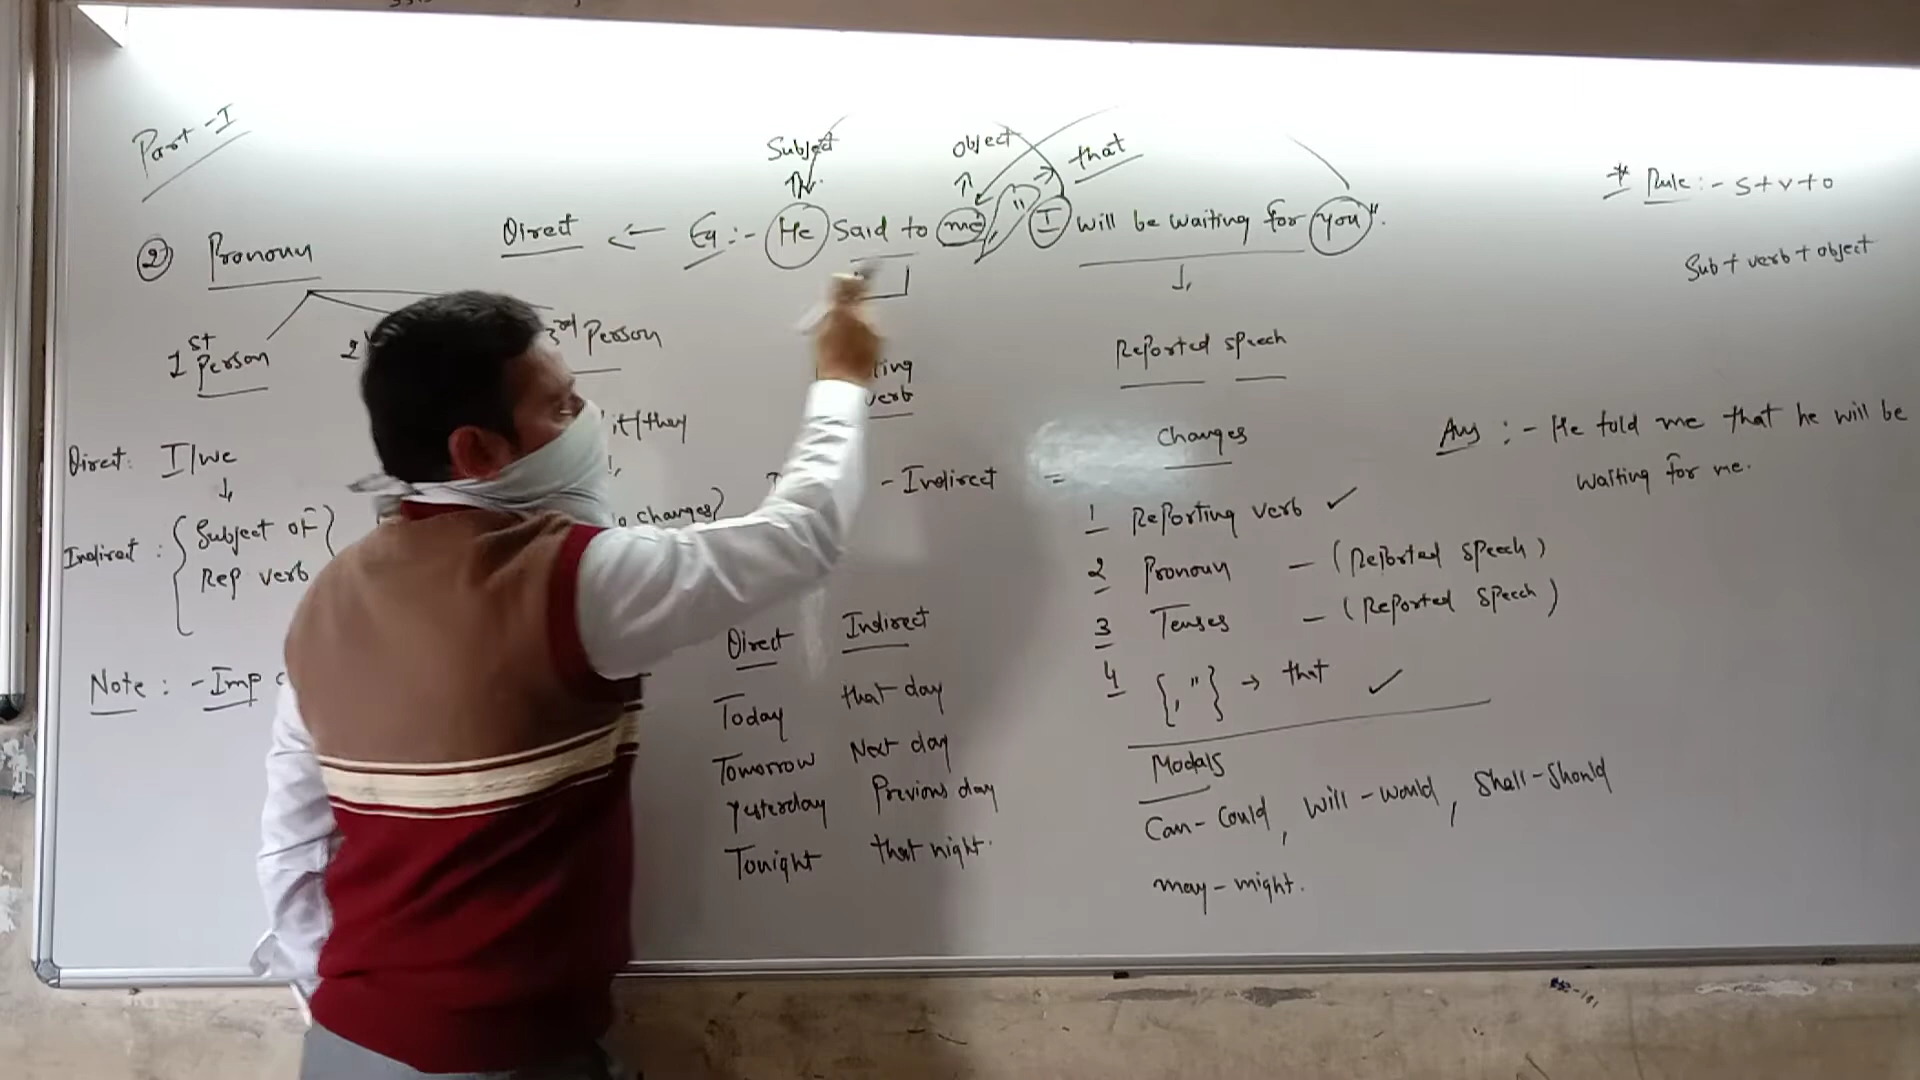 Part - I
Subject
object
that
* Rule :- S+V+O
② Pronoun
Direct ← Eg :- He Said to me, " I will be waiting for you".
Sub + verb + object
1st Person
3rd Person
verb
Reported speech
it/they
Changes
Ans :- He told me that he will be
waiting for me.
Direct: I/we
- Indirect =
1 Reporting verb ✓
Indirect : {Subject of
Rep verb}
changes}
2 Pronoun - (Reported speech)
3 Tenses - (Reported speech)
4 {, "} → that ✓
Note : - Imp
Direct Indirect
Today that day
Tomorrow Next day
Yesterday Previous day
Tonight that night.
Modals
Can - Could, will - would, Shall - Should
may - might.